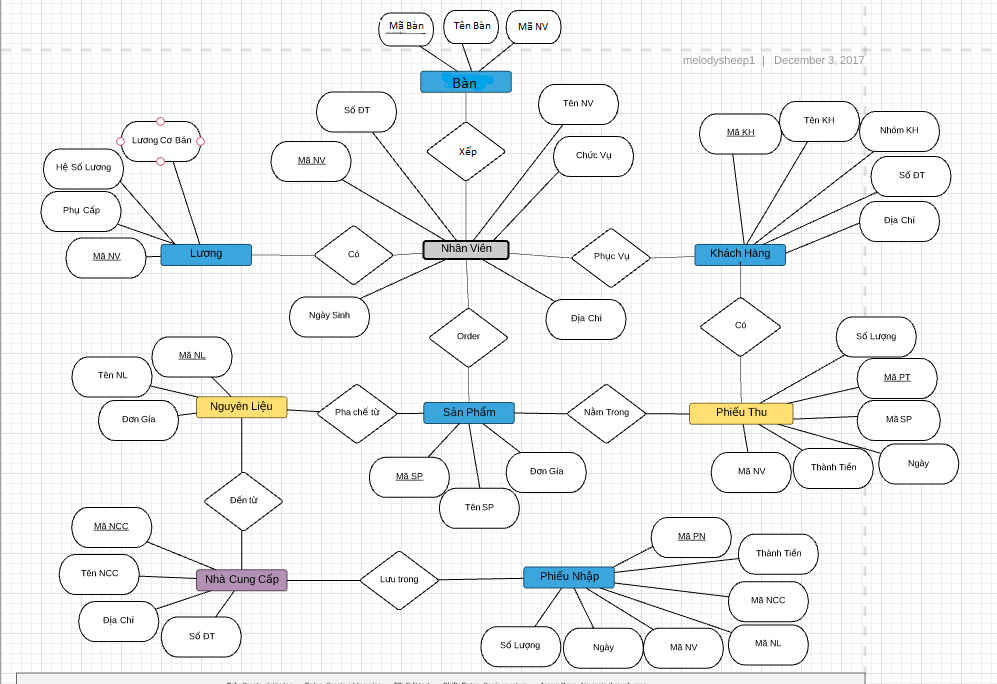 Mã Bàn
Tên Bàn
Mã NV
melodysheep1 | December 3, 2017
Bàn
Số ĐT
Tên NV
Mã KH
Tên KH
Nhóm KH
Lương Cơ Bản
Hệ Số Lương
Mã NV
Xếp
Chức Vụ
Số ĐT
Phụ Cấp
Địa Chỉ
Mã NV
Lương
Có
Nhân Viên
Phục Vụ
Khách Hàng
Ngày Sinh
Địa Chỉ
Order
Có
Số Lượng
Mã NL
Tên NL
Mã PT
Đơn Gía
Nguyên Liệu
Pha chế từ
Sản Phẩm
Nằm Trong
Phiếu Thu
Mã SP
Mã SP
Đơn Gía
Mã NV
Thành Tiền
Ngày
Đến từ
Tên SP
Mã NCC
Mã PN
Thành Tiền
Tên NCC
Nhà Cung Cấp
Lưu trong
Phiếu Nhập
Mã NCC
Địa Chỉ
Số ĐT
Số Lượng
Ngày
Mã NV
Mã NL